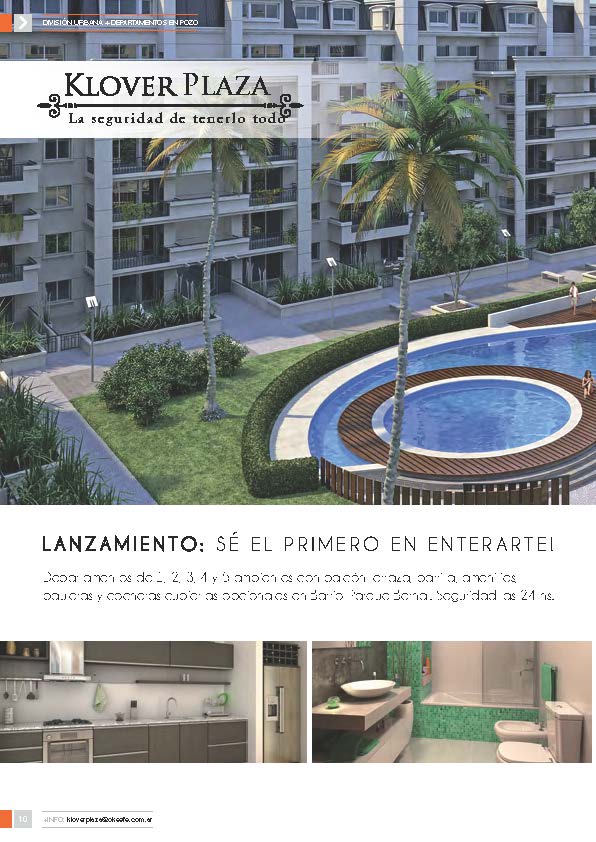 DIVISIÓN URBANA + DEPARTAMENTOS EN POZO
KLOVER PLAZA
La seguridad de tenerlo todo
LANZAMIENTO: SÉ EL PRIMERO EN ENTERARTE!
Departamentos de 1, 2, 3, 4 y 5 ambientes con balcón terraza, parrilla, amenities,
bauleras y cocheras cubiertas opcionales en Barrio Parque Bernal. Seguridad las 24 hs.
10
+INFO: kloverplaza@okeefe.com.ar